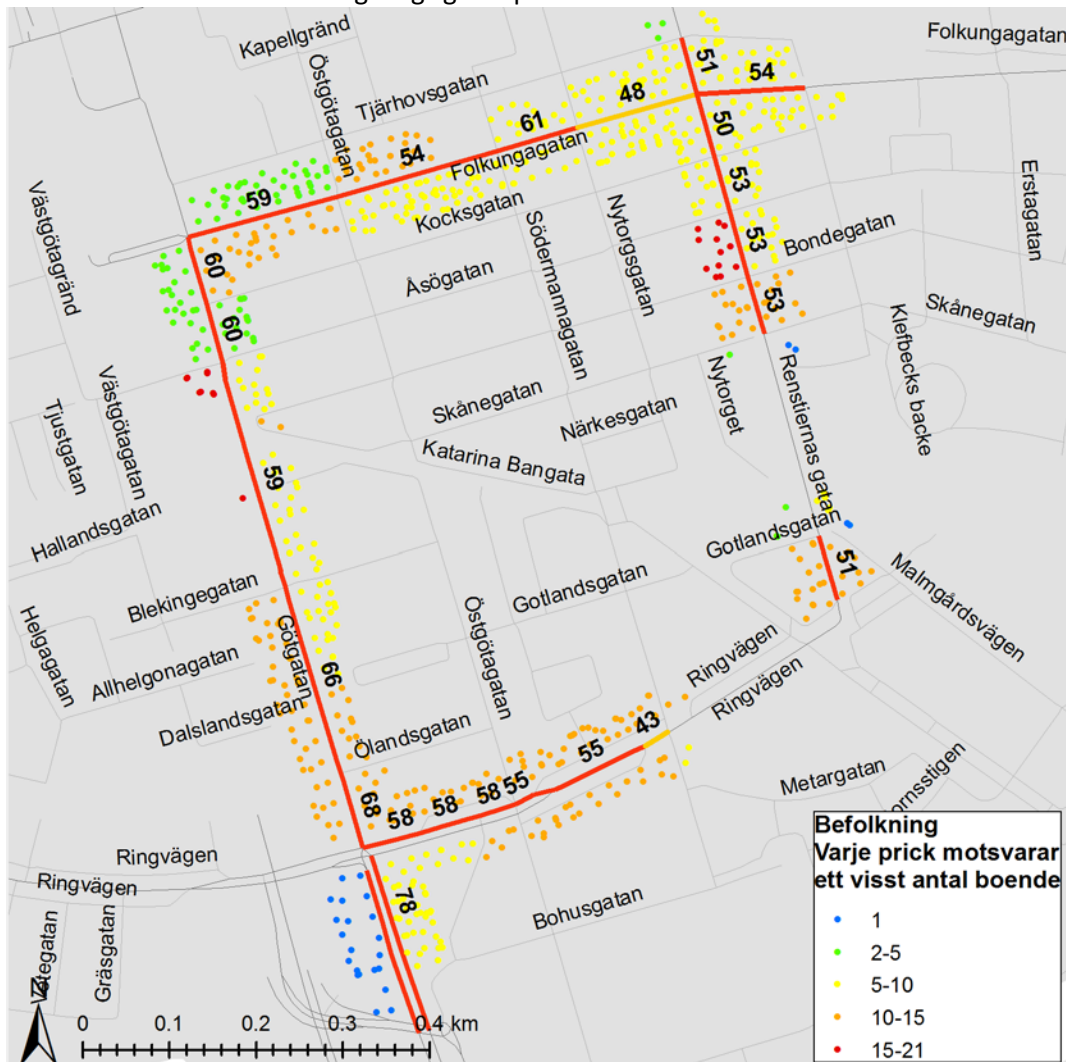 Kapellgränd
Östgötagatan
Tjärhovsgatan
Folkungagatan
51
54
48
61
54
50
Folkungagatan
59
53
Västgötagränd
Kocksgatan
Södermannagatan
Nytorgsgatan
Erstagatan
60
53
Bondegatan
Åsögatan
60
53
Skånegatan
Klefbecks backe
Tjustgatan
Västgötagatan
Skånegatan
Närkesgatan
Nytorget
Renstiernas gatan
Katarina Bangata
59
Hallandsgatan
Gotlandsgatan
51
Malmgårdsvägen
Blekingegatan
Gotlandsgatan
Östgötagatan
Helgagatan
Allhelgonagatan
Götgatan
66
Ringvägen
Ringvägen
Dalslandsgatan
Ölandsgatan
43
55
55
58
58
58
68
Metargatan
ornsstigen
Ringvägen
Ringvägen
78
Bohusgatan
Gräsgatan
N
0 0.1 0.2 0.3 0.4 km
Befolkning
Varje prick motsvarar
ett visst antal boende
1
2-5
5-10
10-15
15-21